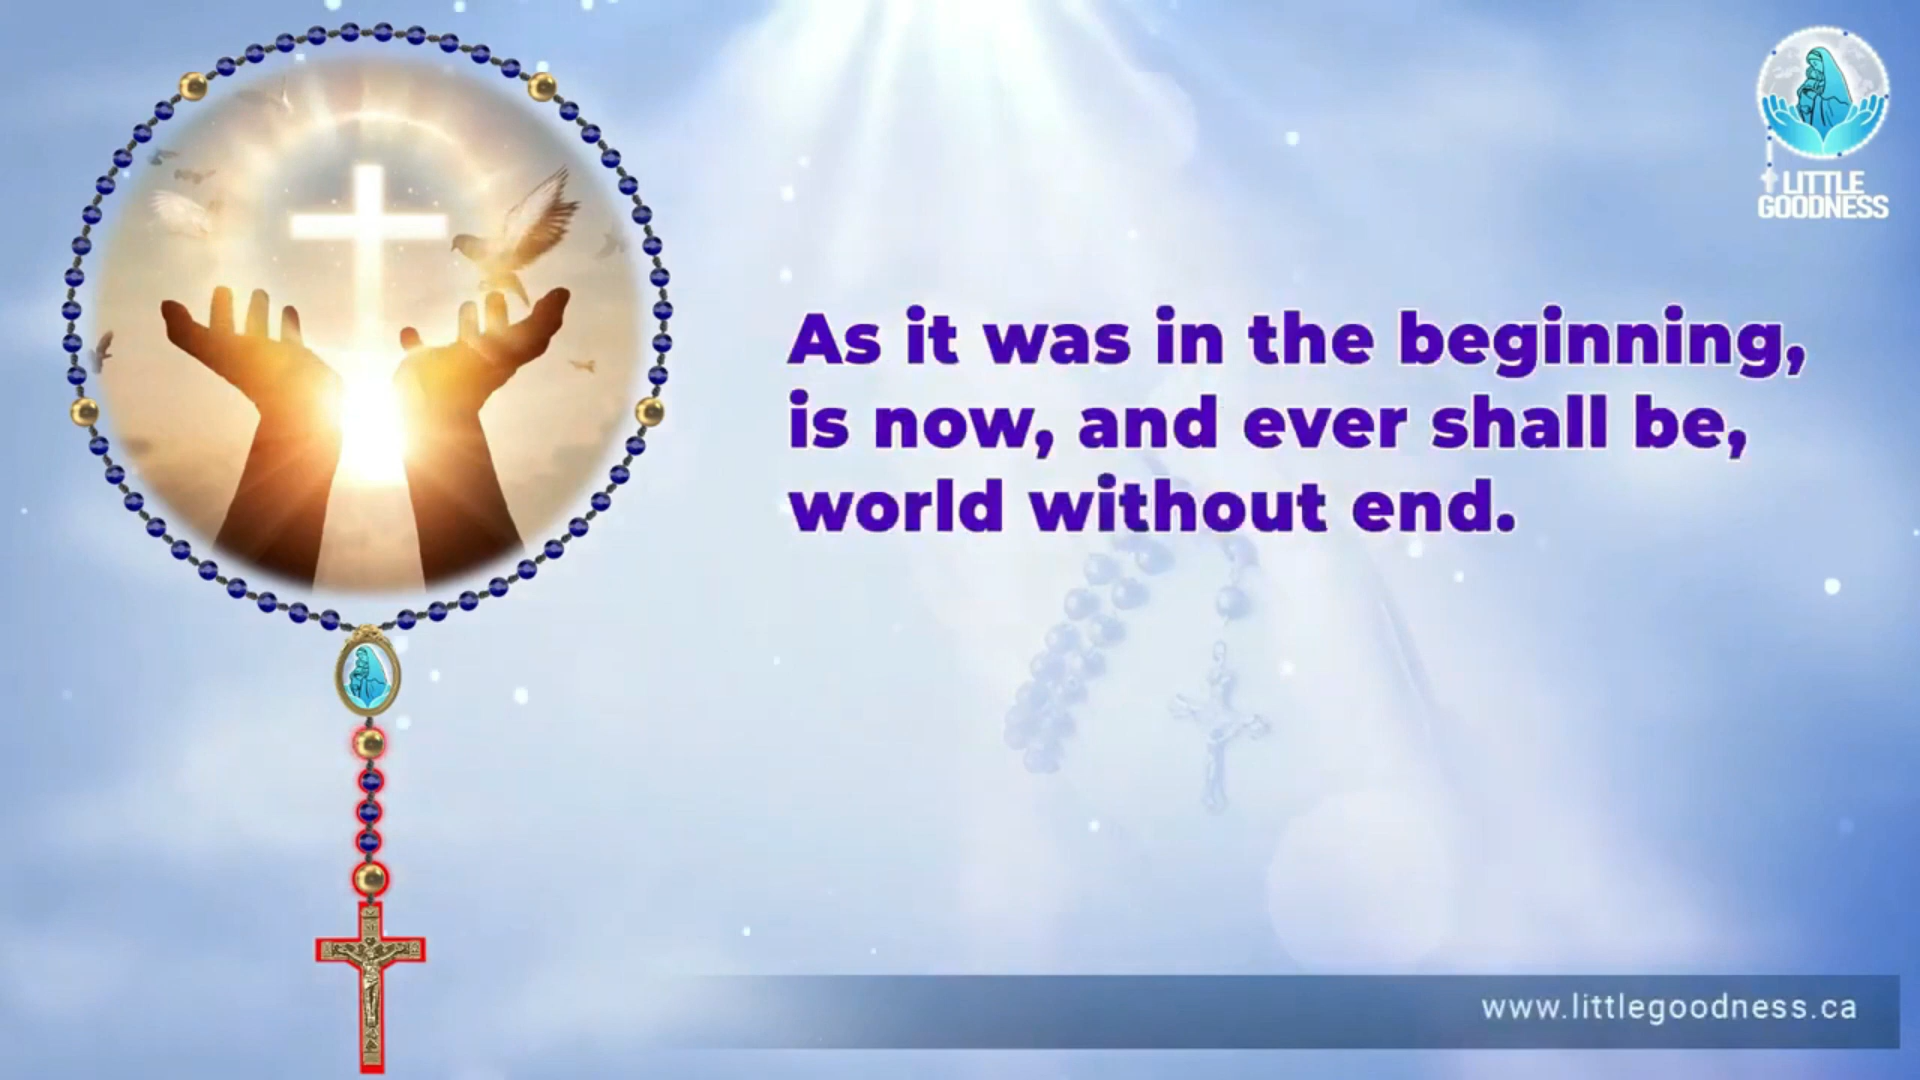 LITTLE
GOODNESS
As it was in the beginning,
is now, and ever shall be,
world without end.
www.littlegoodness.ca